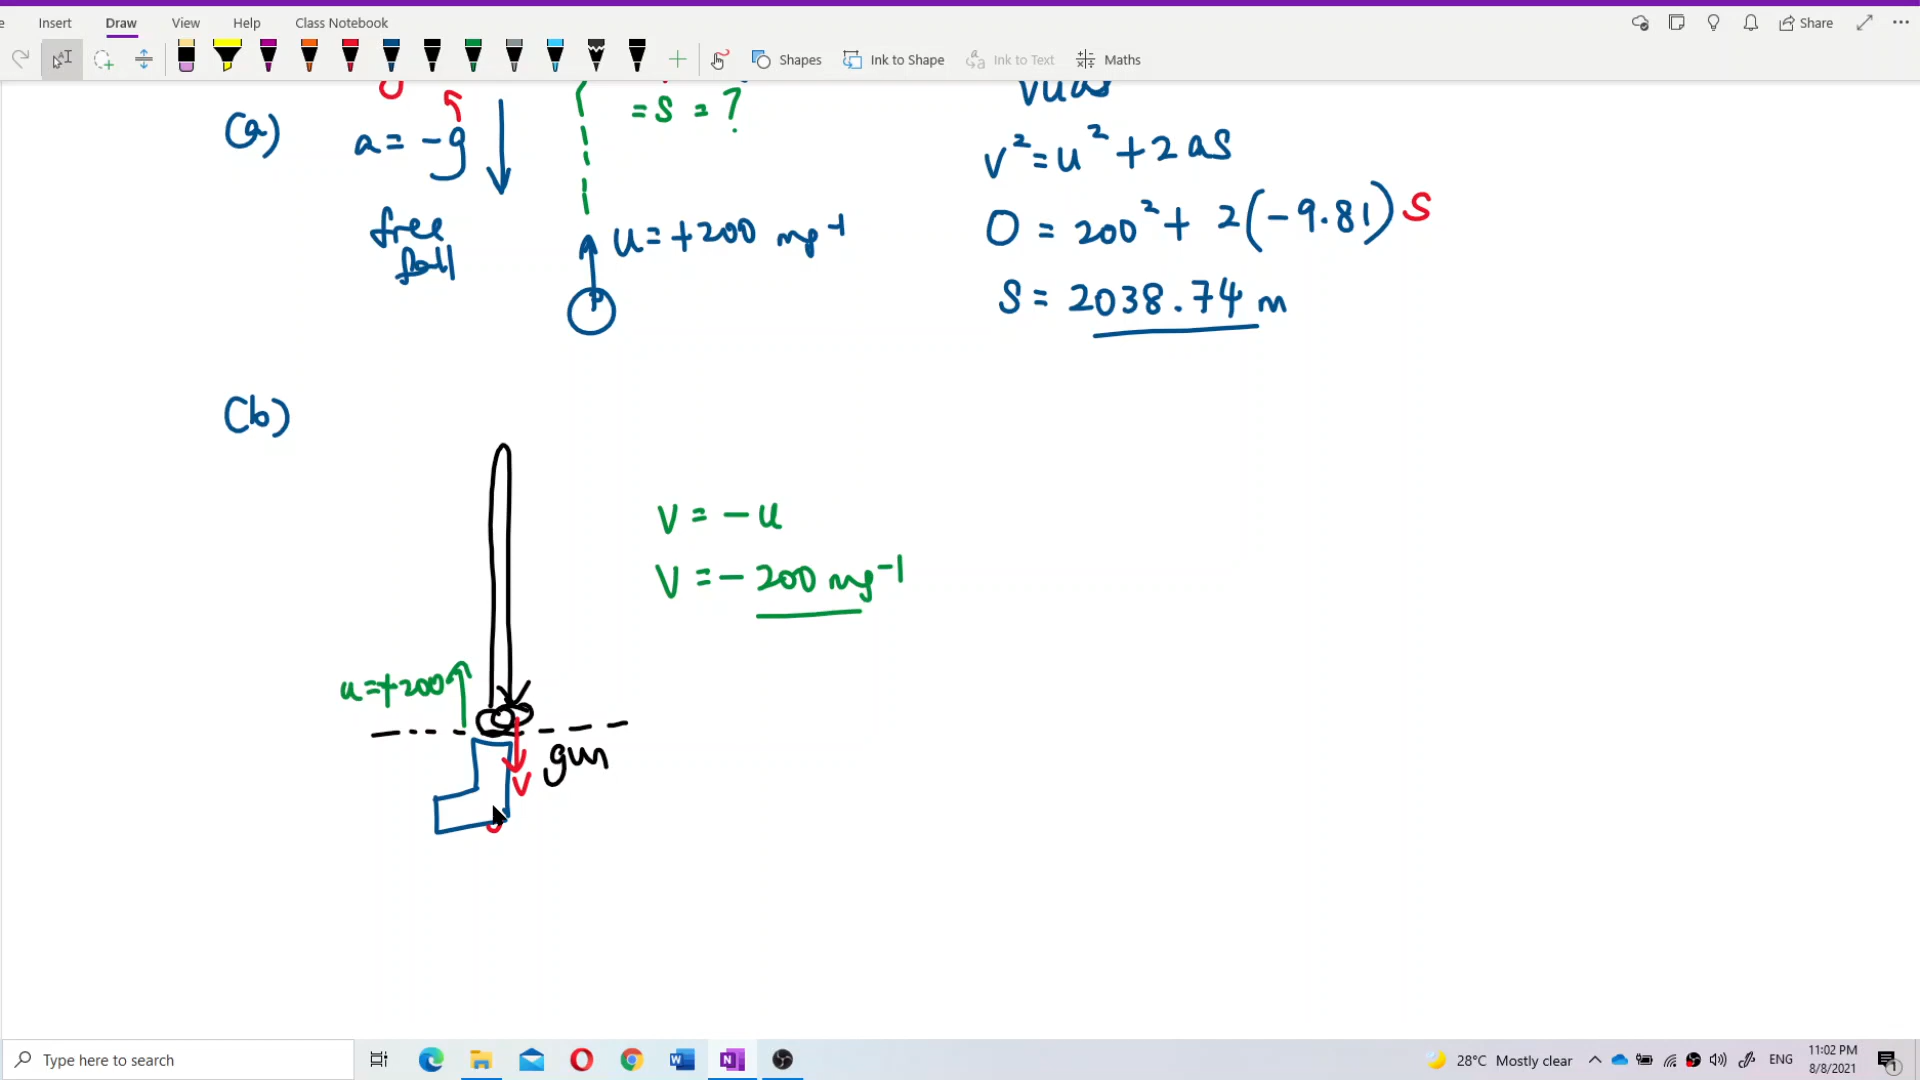 Insert Draw View Help Class Notebook Share
Shapes Ink to Shape Ink to Text Maths
(a)
a = -g
free
fall
= s = ?
u = +200 ms⁻¹
vuas
v² = u² + 2as
0 = 200² + 2(-9.81) s
s = 2038.74 m
(b)
v = -u
v = - 200 ms⁻¹
u=+200
gun
v
Type here to search
28°C Mostly clear
ENG
11:02 PM
8/8/2021
1